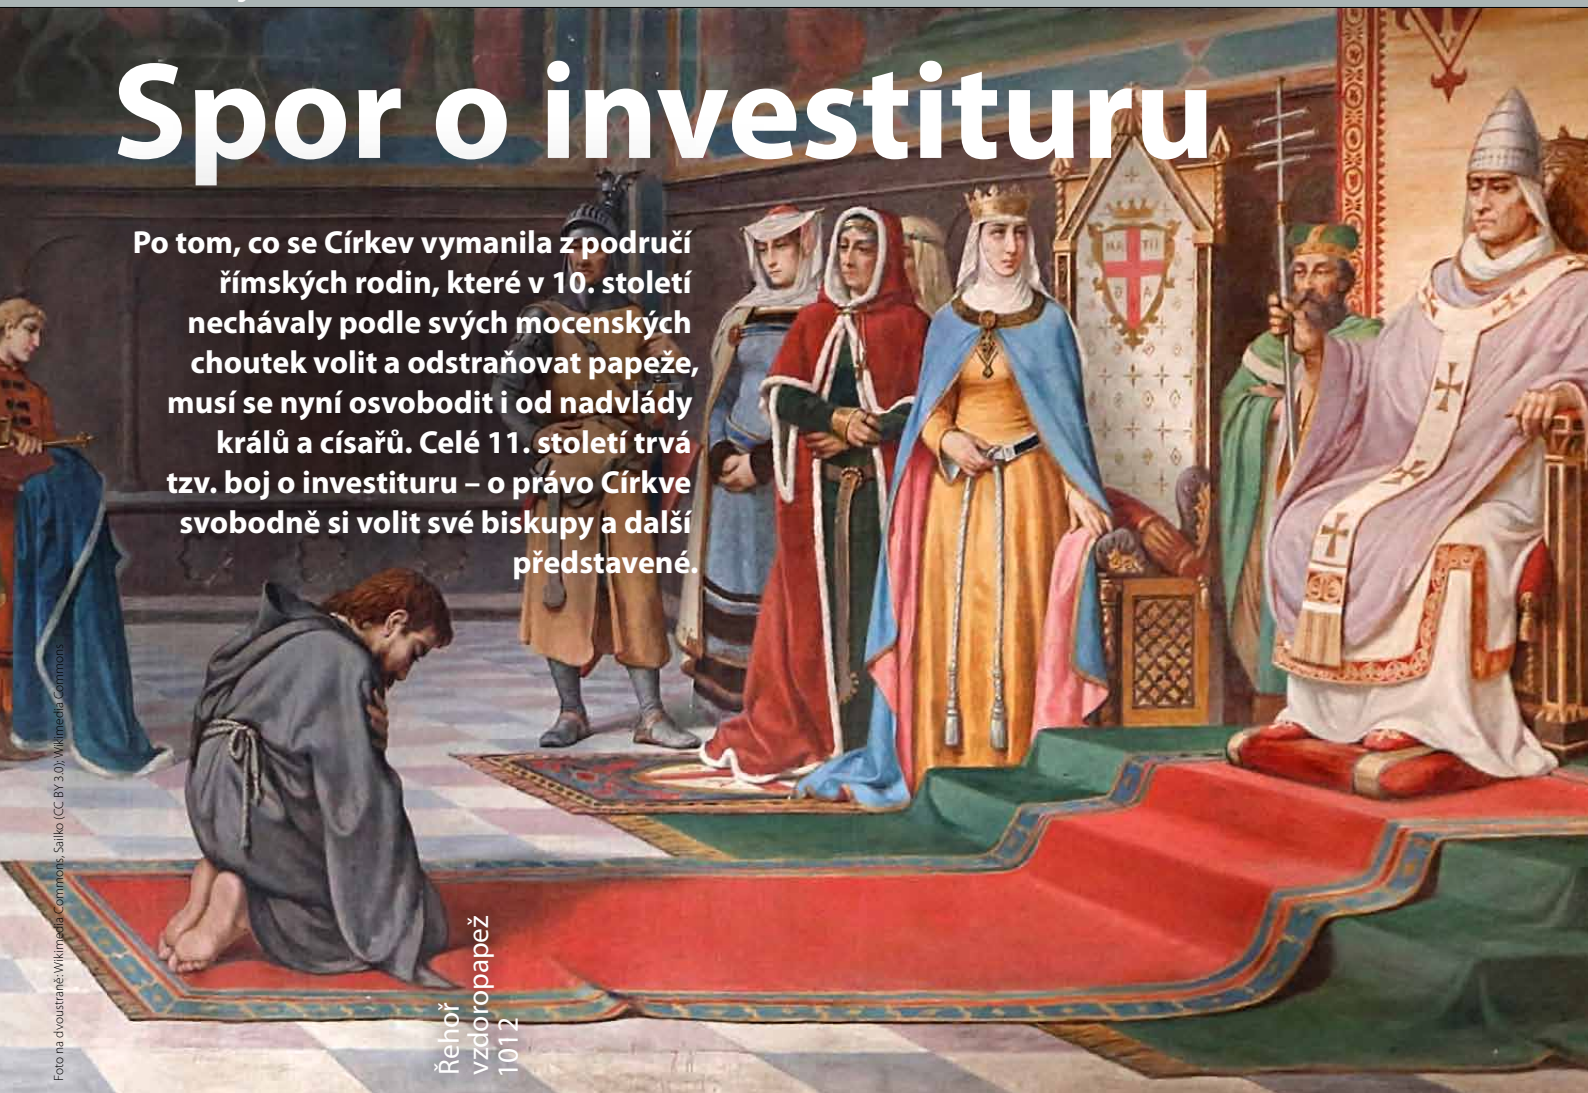 Spor o investituru
Po tom, co se Církev vymanila z područí
římských rodin, které v 10. století
nechávaly podle svých mocenských
choutek volit a odstraňovat papeže,
musí se nyní osvobodit i od nadvlády
králů a císařů. Celé 11. století trvá
tzv. boj o investituru – o právo Církve
svobodně si volit své biskupy a další
představené.
Foto na dvoustraně: Wikimedia Commons, Sailko (CC BY 3.0); Wikimedia Commons
Řehoř
vzdoropapež
1012